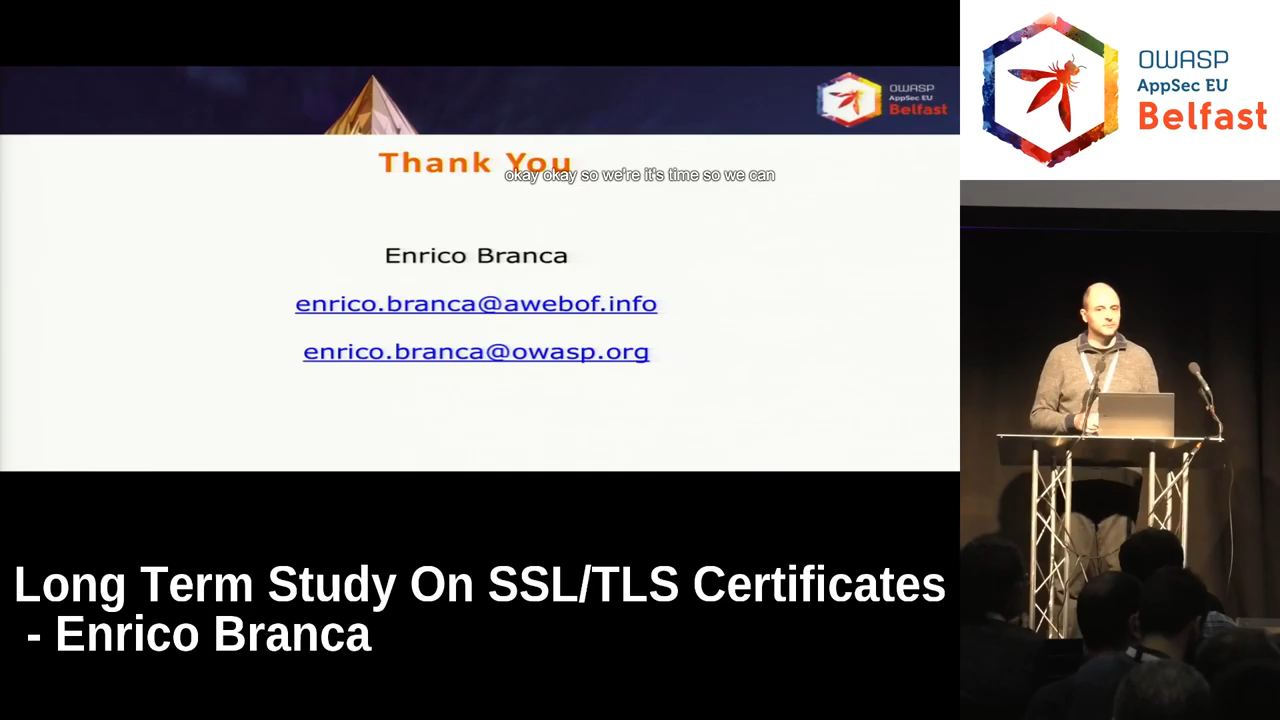 OWASP
AppSec EU
Belfast
OWASP
AppSec EU
Belfast
Thank You
okay okay so we're it's time so we can
Enrico Branca
enrico.branca@awebof.info
enrico.branca@owasp.org
Long Term Study On SSL/TLS Certificates
- Enrico Branca